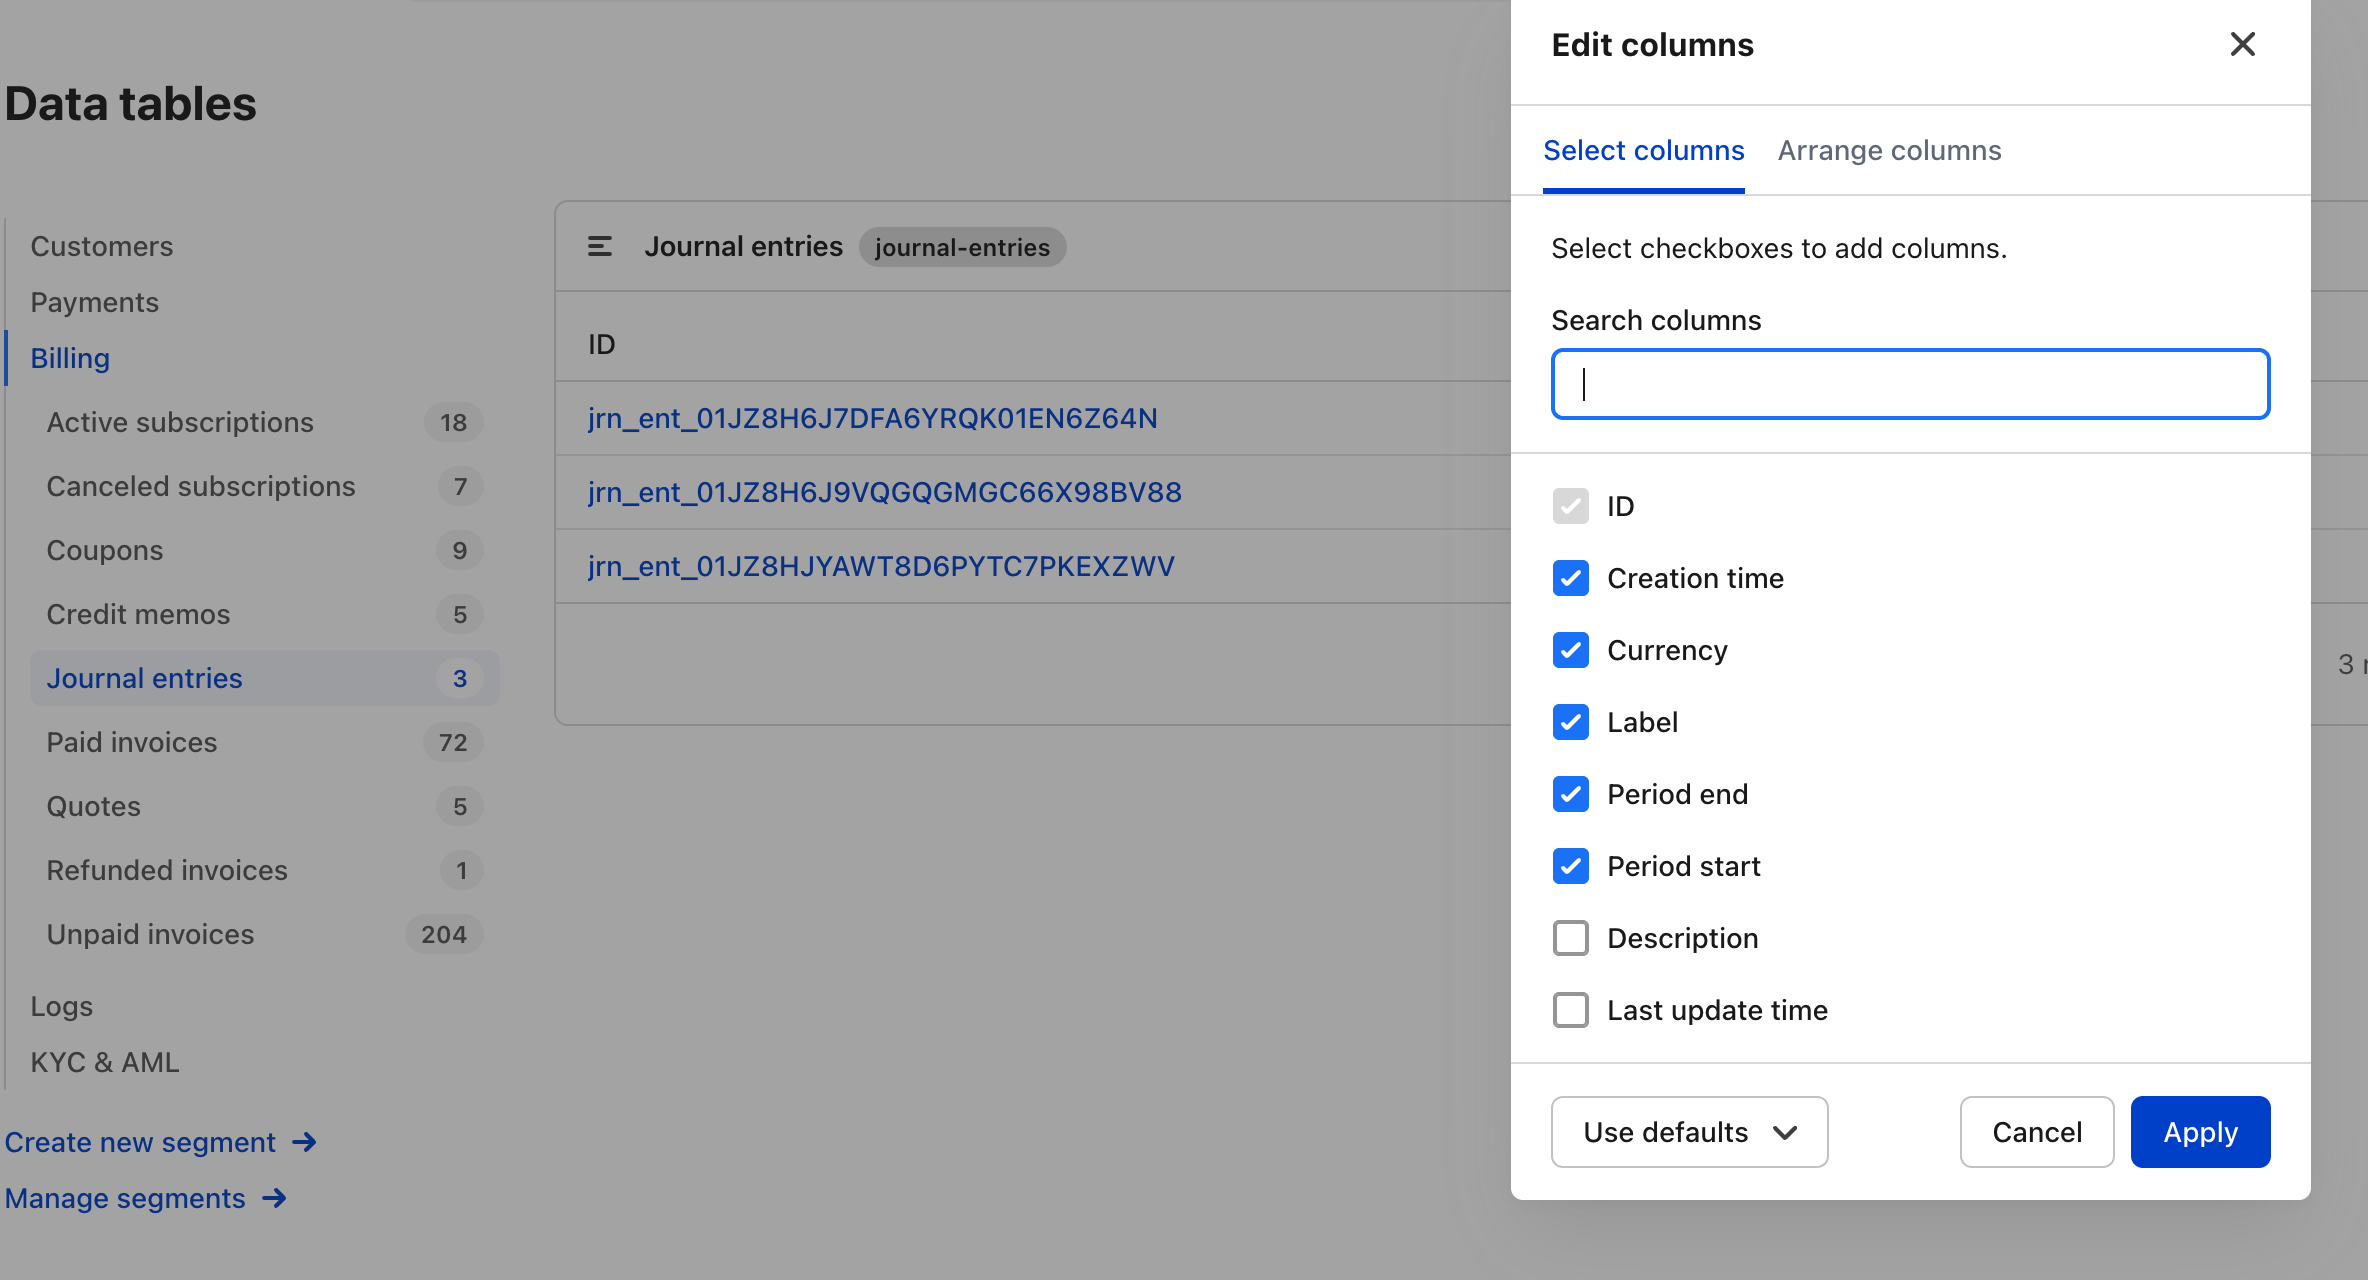 Data tables
Customers
Payments
Billing
Active subscriptions 18
Canceled subscriptions 7
Coupons 9
Credit memos 5
Journal entries 3
Paid invoices 72
Quotes 5
Refunded invoices 1
Unpaid invoices 204
Logs
KYC & AML
Create new segment
Manage segments
Journal entries journal-entries
ID
jrn_ent_01JZ8H6J7DFA6YRQK01EN6Z64N
jrn_ent_01JZ8H6J9VQGQGMGC66X98BV88
jrn_ent_01JZ8HJYAWT8D6PYTC7PKEXZWV
3
Edit columns
Select columns Arrange columns
Select checkboxes to add columns.
Search columns
ID
Creation time
Currency
Label
Period end
Period start
Description
Last update time
Use defaults Cancel Apply